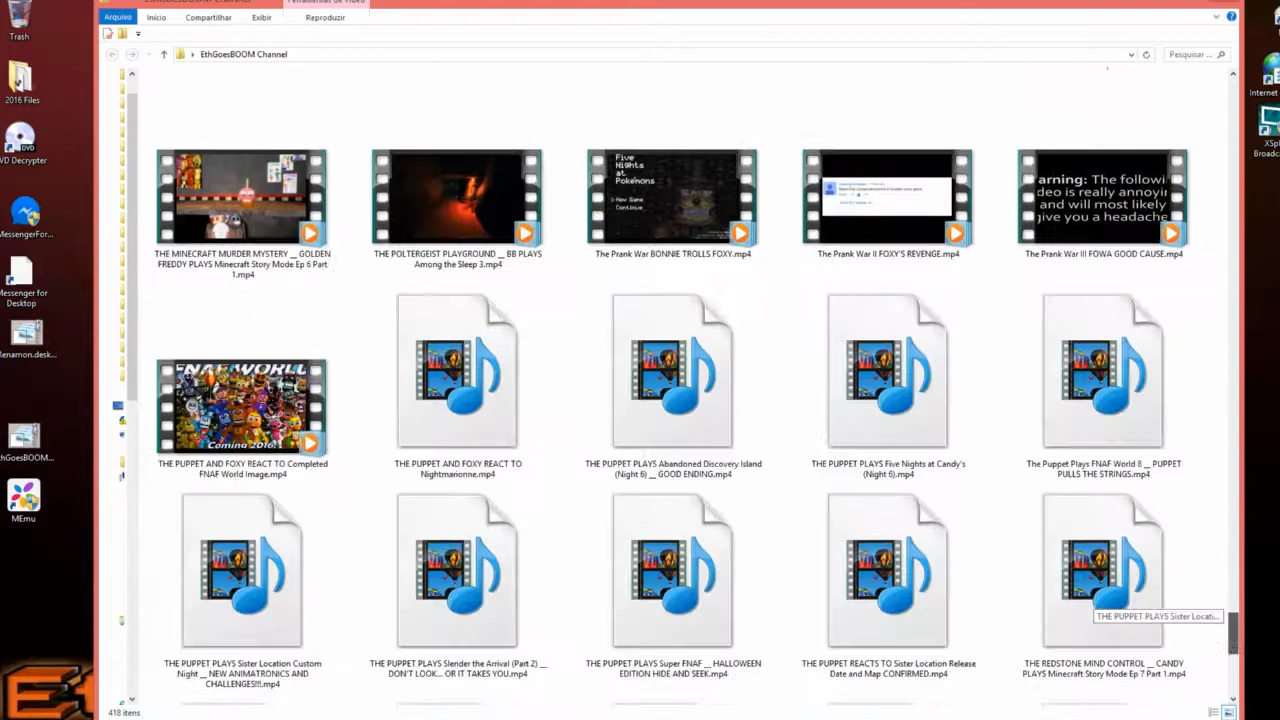 Trash
2016 Files
VD Decrypter
MessengerFor...
Messenger for
Desktop
Renamon.desk...
thGoesBOOM...
MEmu
EthGoesBOOM Channel
Ferramentas de Vídeo
Arquivo
Início
Compartilhar
Exibir
Reproduzir
EthGoesBOOM Channel
Pesquisar ...
Five
Nights
at
Pokemons
New Game
Continue
arning: The followi
deo is really annoyin
and will most likely
give you a headache
THE MINECRAFT MURDER MYSTERY __ GOLDEN
FREDDY PLAYS Minecraft Story Mode Ep 6 Part
1.mp4
THE POLTERGEIST PLAYGROUND __ BB PLAYS
Among the Sleep 3.mp4
The Prank War BONNIE TROLLS FOXY.mp4
The Prank War II FOXY'S REVENGE.mp4
The Prank War III FOWA GOOD CAUSE.mp4
FNAF WORLD
Coming 2016!
THE PUPPET AND FOXY REACT TO Completed
FNAF World Image.mp4
THE PUPPET AND FOXY REACT TO
Nightmarionne.mp4
THE PUPPET PLAYS Abandoned Discovery Island
(Night 6) __ GOOD ENDING.mp4
THE PUPPET PLAYS Five Nights at Candy's
(Night 6).mp4
The Puppet Plays FNAF World 8 __ PUPPET
PULLS THE STRINGS.mp4
THE PUPPET PLAYS Sister Locati...
THE PUPPET PLAYS Sister Location Custom
Night __ NEW ANIMATRONICS AND
CHALLENGES!!!.mp4
THE PUPPET PLAYS Slender the Arrival (Part 2) __
DON'T LOOK... OR IT TAKES YOU.mp4
THE PUPPET PLAYS Super FNAF __ HALLOWEEN
EDITION HIDE AND SEEK.mp4
THE PUPPET REACTS TO Sister Location Release
Date and Map CONFIRMED.mp4
THE REDSTONE MIND CONTROL __ CANDY
PLAYS Minecraft Story Mode Ep 7 Part 1.mp4
418 itens
Internet
XSpl
Broadca